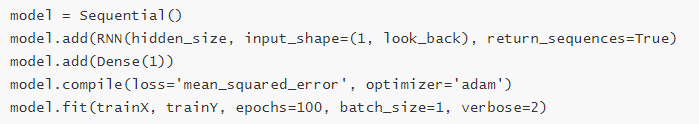 model = Sequential()
model.add(RNN(hidden_size, input_shape=(1, look_back), return_sequences=True)
model.add(Dense(1))
model.compile(loss='mean_squared_error', optimizer='adam')
model.fit(trainX, trainY, epochs=100, batch_size=1, verbose=2)